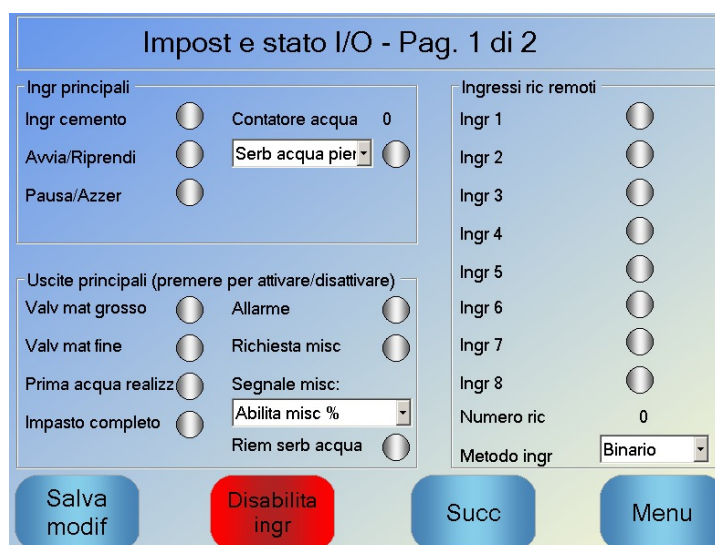 Impost e stato I/O - Pag. 1 di 2
Ingr principali
Ingr cemento
Contatore acqua 0
Avvia/Riprendi
Serb acqua pier
Pausa/Azzer
Uscite principali (premere per attivare/disattivare)
Valv mat grosso
Allarme
Valv mat fine
Richiesta misc
Prima acqua realizz
Segnale misc:
Impasto completo
Abilita misc %
Riem serb acqua
Ingressi ric remoti
Ingr 1
Ingr 2
Ingr 3
Ingr 4
Ingr 5
Ingr 6
Ingr 7
Ingr 8
Numero ric 0
Metodo ingr Binario
Salva
modif
Disabilita
ingr
Succ
Menu